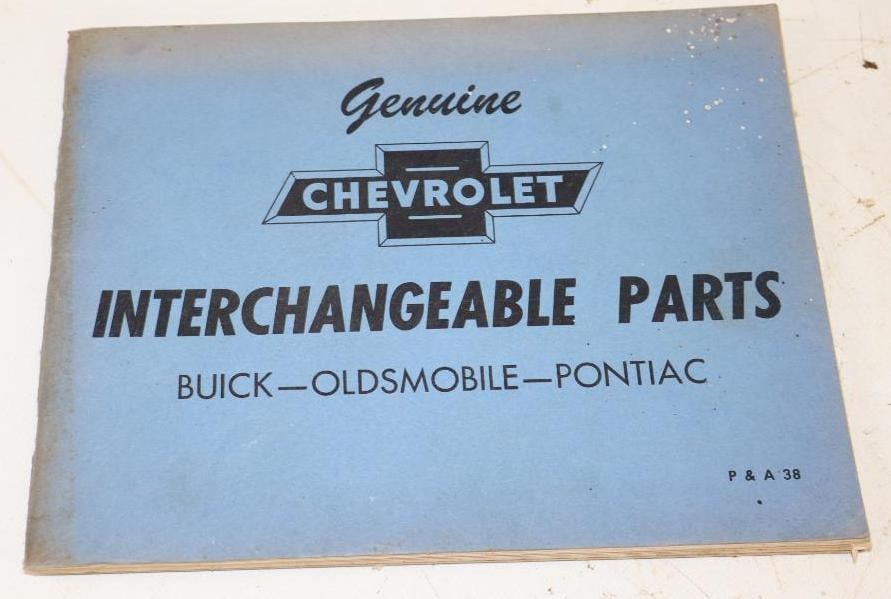 Genuine
CHEVROLET
INTERCHANGEABLE PARTS
BUICK—OLDSMOBILE—PONTIAC
P & A 38